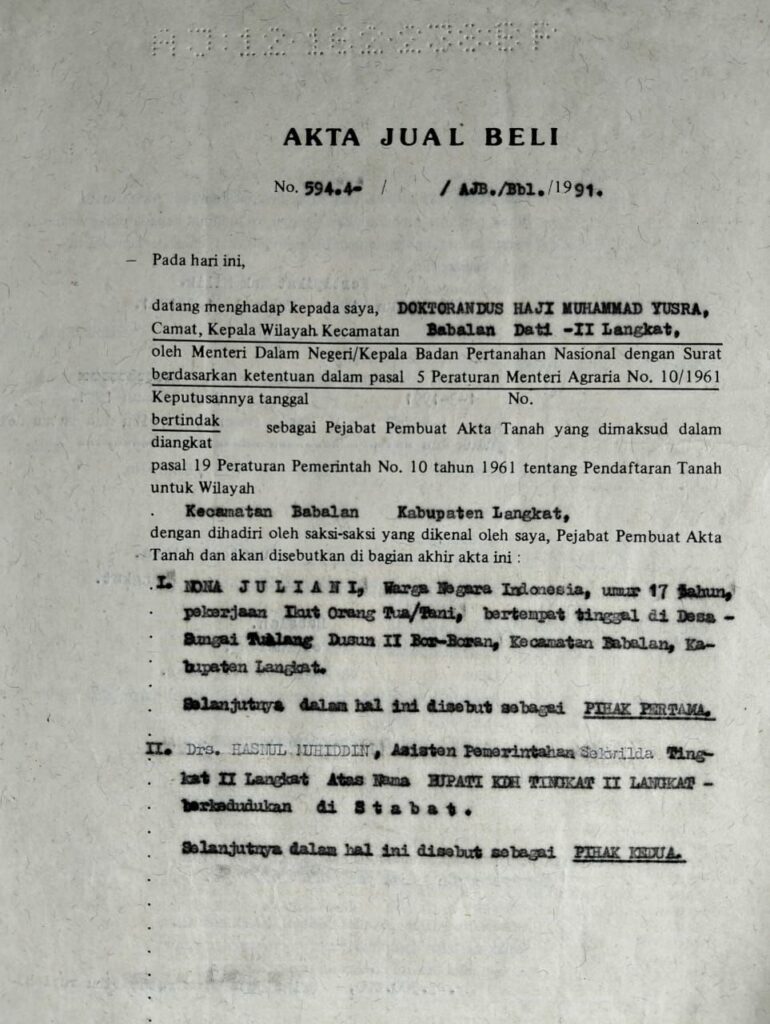 AKTA JUAL BELI
No. 594.4- / / AJB./Bbl./1991.
– Pada hari ini,
datang menghadap kepada saya, DOKTORANDUS HAJI MUHAMMAD YUSRA,
Camat, Kepala Wilayah Kecamatan Babalan Dati -II Langkat,
oleh Menteri Dalam Negeri/Kepala Badan Pertanahan Nasional dengan Surat
berdasarkan ketentuan dalam pasal 5 Peraturan Menteri Agraria No. 10/1961
Keputusannya tanggal No.
bertindak
sebagai Pejabat Pembuat Akta Tanah yang dimaksud dalam
diangkat
pasal 19 Peraturan Pemerintah No. 10 tahun 1961 tentang Pendaftaran Tanah
untuk Wilayah
Kecamatan Babalan Kabupaten Langkat,
dengan dihadiri oleh saksi-saksi yang dikenal oleh saya, Pejabat Pembuat Akta
Tanah dan akan disebutkan di bagian akhir akta ini :
I. NONA J U L I A N I, Warga Negara Indonesia, umur 17 Tahun,
pekerjaan Ikut Orang Tua/Tani, bertempat tinggal di Desa -
Sungai Tualang Dusun II Bor-Boran, Kecamatan Babalan, Ka-
bupaten Langkat.
Selanjutnya dalam hal ini disebut sebagai PIHAK PERTAMA.
II. Drs. HASNUL MUHIDDIN, Asisten Pemerintahan Sekwilda Ting-
kat II Langkat Atas Nama BUPATI KDH TINGKAT II LANGKAT -
berkedudukan di S t a b a t .
Selanjutnya dalam hal ini disebut sebagai PIHAK KEDUA.